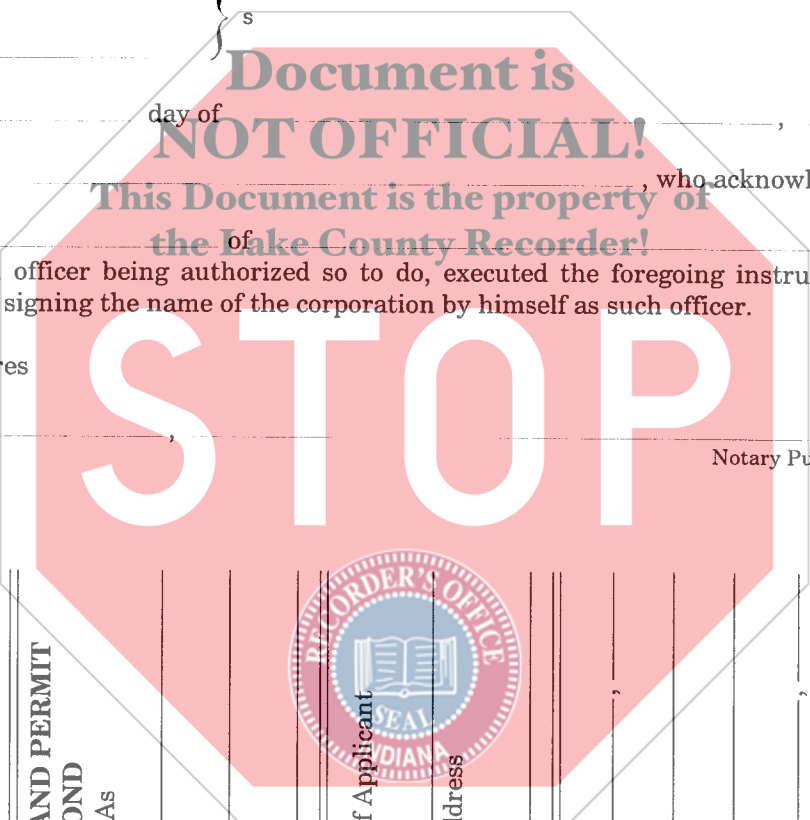 s
Document is
day of ,
NOT OFFICIAL!
, who acknowl
This Document is the property of
of
the Lake County Recorder!
officer being authorized so to do, executed the foregoing instru
signing the name of the corporation by himself as such officer.
res
STOP
,
Notary Pu
RECORDER'S OFFICE
SEAL
INDIANA
AND PERMIT
OND
As
f Applicant
ddress
,
,